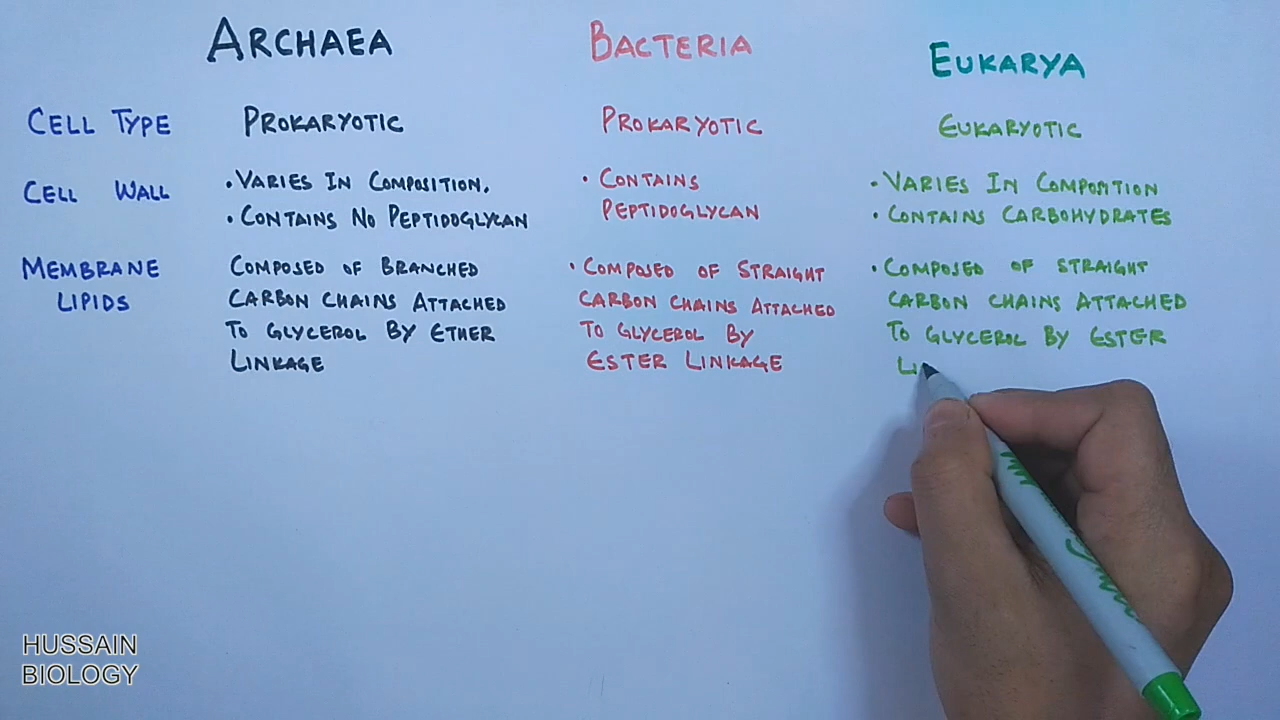 ARCHAEA
BACTERIA
EUKARYA
CELL TYPE
PROKARYOTIC
PROKARYOTIC
EUKARYOTIC
CELL WALL
• VARIES IN COMPOSITION.
• CONTAINS NO PEPTIDOGLYCAN
• CONTAINS
PEPTIDOGLYCAN
• VARIES IN COMPOSITION
• CONTAINS CARBOHYDRATES
MEMBRANE
LIPIDS
COMPOSED OF BRANCHED
CARBON CHAINS ATTACHED
TO GLYCEROL BY ETHER
LINKAGE
• COMPOSED OF STRAIGHT
CARBON CHAINS ATTACHED
TO GLYCEROL BY
ESTER LINKAGE
• COMPOSED OF STRAIGHT
CARBON CHAINS ATTACHED
TO GLYCEROL BY ESTER
LI
HUSSAIN
BIOLOGY